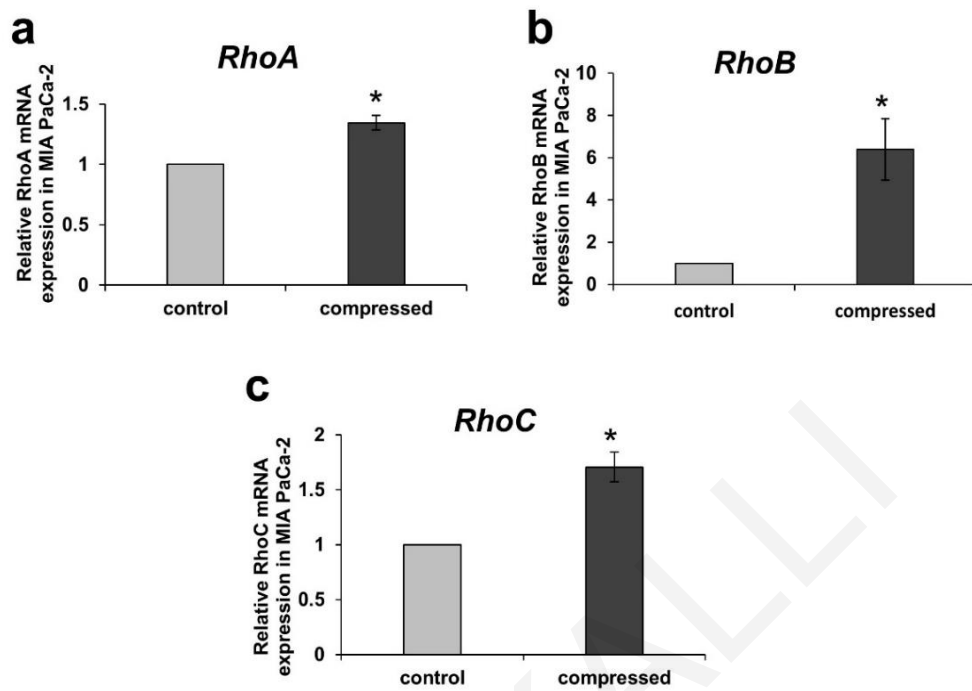 a
RhoA
Relative RhoA mRNA
expression in MIA PaCa-2
1.5
1
0.5
0
*
control
compressed
b
RhoB
Relative RhoB mRNA
expression in MIA PaCa-2
10
8
6
4
2
0
*
control
compressed
c
RhoC
Relative RhoC mRNA
expression in MIA PaCa-2
2
1.5
1
0.5
0
*
control
compressed